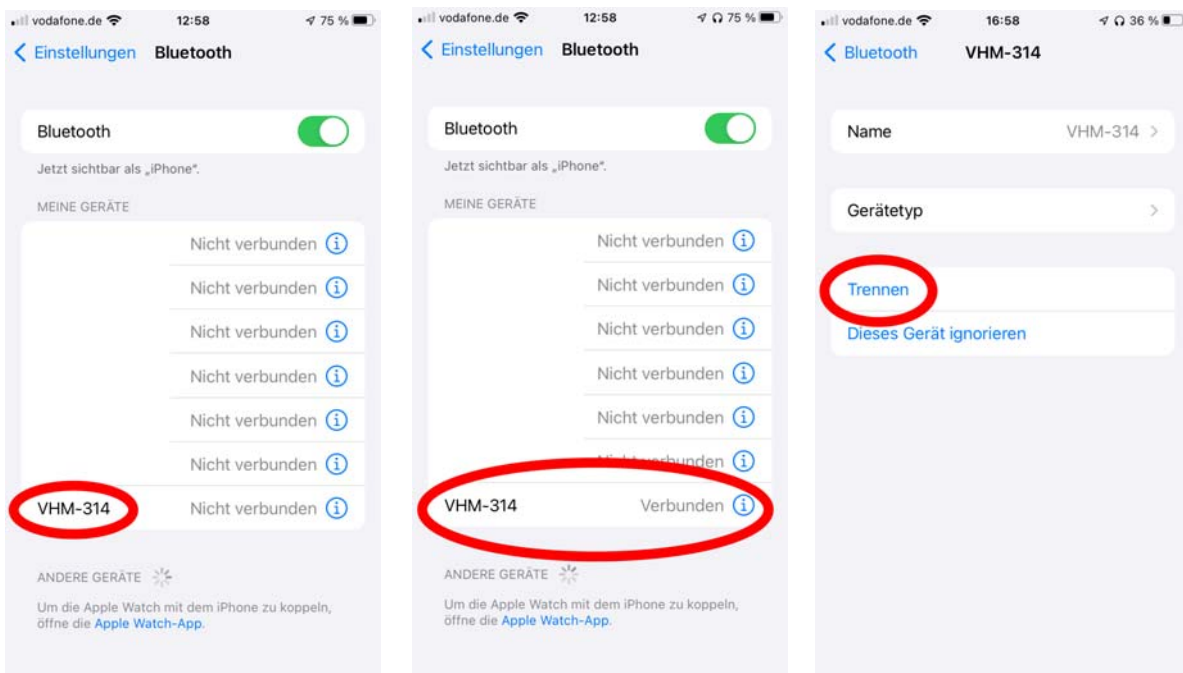 vodafone.de 12:58 75 %
Einstellungen Bluetooth
Bluetooth
Jetzt sichtbar als „iPhone“.
MEINE GERÄTE
Nicht verbunden
Nicht verbunden
Nicht verbunden
Nicht verbunden
Nicht verbunden
Nicht verbunden
VHM-314 Nicht verbunden
ANDERE GERÄTE
Um die Apple Watch mit dem iPhone zu koppeln,
öffne die Apple Watch-App.
vodafone.de 12:58 75 %
Einstellungen Bluetooth
Bluetooth
Jetzt sichtbar als „iPhone“.
MEINE GERÄTE
Nicht verbunden
Nicht verbunden
Nicht verbunden
Nicht verbunden
Nicht verbunden
Nicht verbunden
VHM-314 Verbunden
ANDERE GERÄTE
Um die Apple Watch mit dem iPhone zu koppeln,
öffne die Apple Watch-App.
vodafone.de 16:58 36 %
Bluetooth VHM-314
Name VHM-314
Gerätetyp
Trennen
Dieses Gerät ignorieren